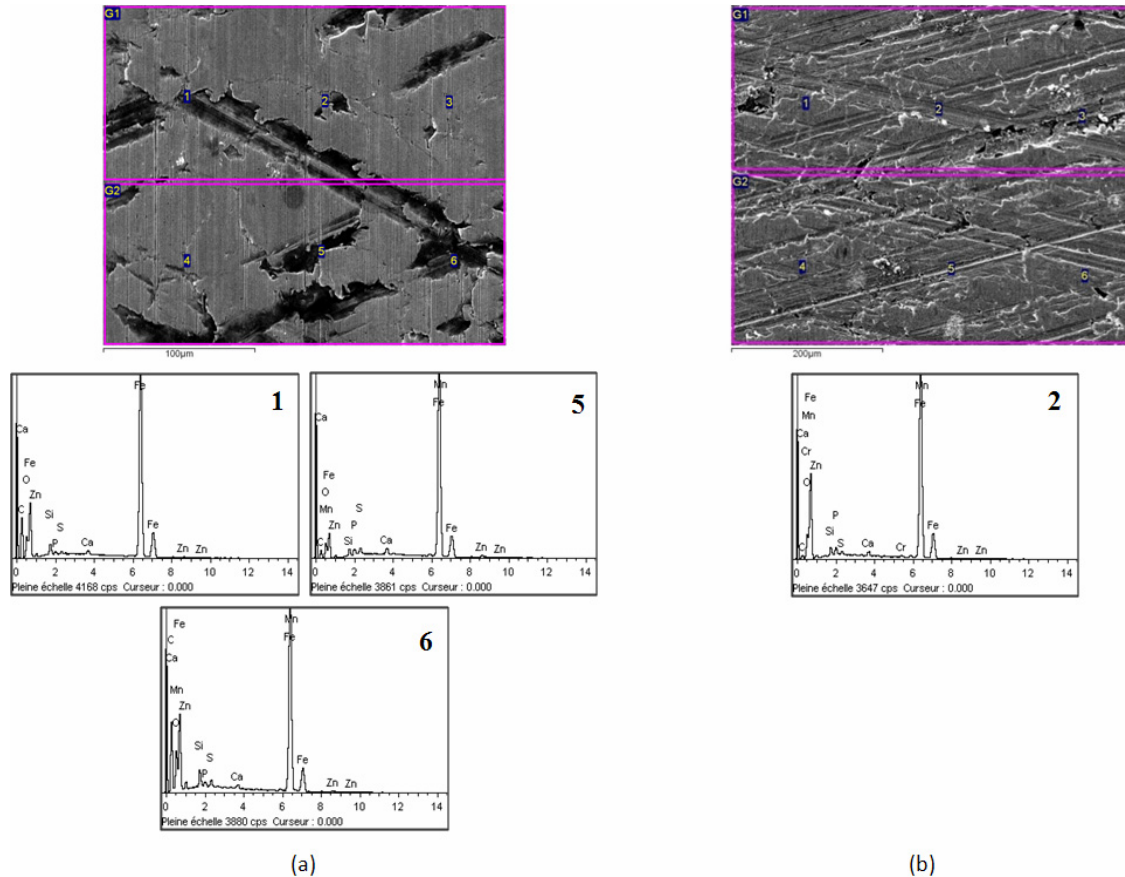 G1
1
2
3
G2
4
5
6
100µm
G1
1
2
3
G2
4
5
6
200µm
1
Fe
Ca
Fe
O
Zn
C
Si
S
P
Ca
Fe
Zn Zn
0 2 4 6 8 10 12 14
Pleine échelle 4168 cps Curseur : 0.000
5
Mn
Fe
Ca
Fe
O
Mn
S
Zn
P
C
Si
Ca
Fe
Zn Zn
0 2 4 6 8 10 12 14
Pleine échelle 3861 cps Curseur : 0.000
2
Mn
Fe
Fe
Mn
Ca
Cr
Zn
O
P
C
Si
S
Ca
Cr
Fe
Zn Zn
0 2 4 6 8 10 12 14
Pleine échelle 3647 cps Curseur : 0.000
6
Mn
Fe
Fe
C
Ca
Mn
Zn
O
Si
S
P
Ca
Fe
Zn Zn
0 2 4 6 8 10 12 14
Pleine échelle 3880 cps Curseur : 0.000
(a)
(b)